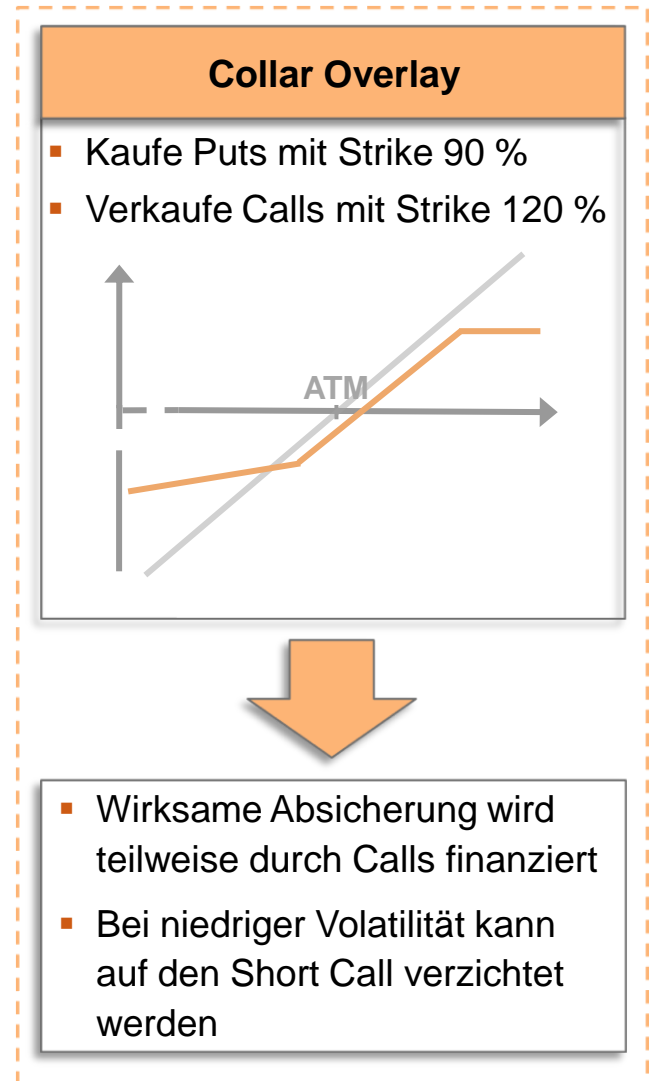 Collar Overlay
▪ Kaufe Puts mit Strike 90 %
▪ Verkaufe Calls mit Strike 120 %
ATM
▪ Wirksame Absicherung wird
teilweise durch Calls finanziert
▪ Bei niedriger Volatilität kann
auf den Short Call verzichtet
werden